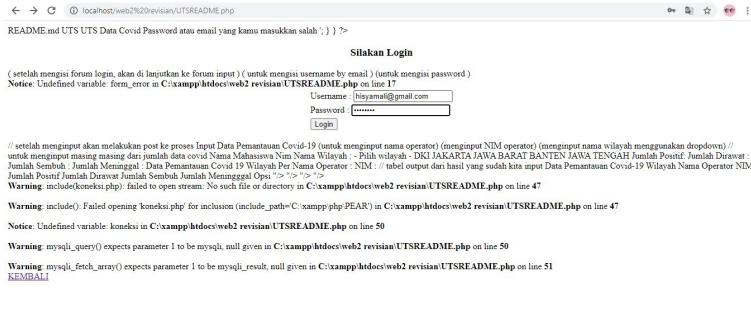 localhost/web2%20revisian/UTSREADME.php
README.md UTS UTS Data Covid Password atau email yang kamu masukkan salah '; } } ?>
Silakan Login
( setelah mengisi forum login, akan di lanjutkan ke forum input ) ( untuk mengisi username by email ) (untuk mengisi password )
Notice: Undefined variable: form_error in C:\xampp\htdocs\web2 revisian\UTSREADME.php on line 17
Username : hisyamali@gmail.com
Password : ••••••••
Login
// setelah menginput akan melakukan post ke proses Input Data Pemantauan Covid-19 (untuk menginput nama operator) (menginput NIM operator) (menginput nama wilayah menggunakan dropdown) //
untuk menginput masing masing dari jumlah data covid Nama Mahasiswa Nim Nama Wilayah : - Pilih wilayah - DKI JAKARTA JAWA BARAT BANTEN JAWA TENGAH Jumlah Positif: Jumlah Dirawat :
Jumlah Sembuh : Jumlah Meninggal : Data Pemantauan Covid 19 Wilayah Per Nama Operator : NIM : // tabel output dari hasil yang sudah kita input Data Pemantauan Covid-19 Wilayah Nama Operator NIM
Jumlah Positif Jumlah Dirawat Jumlah Sembuh Jumlah Meningggal Opsi "/> "/> "/> "/>
Warning: include(koneksi.php): failed to open stream: No such file or directory in C:\xampp\htdocs\web2 revisian\UTSREADME.php on line 47
Warning: include(): Failed opening 'koneksi.php' for inclusion (include_path='C:\xampp\php\PEAR') in C:\xampp\htdocs\web2 revisian\UTSREADME.php on line 47
Notice: Undefined variable: koneksi in C:\xampp\htdocs\web2 revisian\UTSREADME.php on line 50
Warning: mysqli_query() expects parameter 1 to be mysqli, null given in C:\xampp\htdocs\web2 revisian\UTSREADME.php on line 50
Warning: mysqli_fetch_array() expects parameter 1 to be mysqli_result, null given in C:\xampp\htdocs\web2 revisian\UTSREADME.php on line 51
KEMBALI